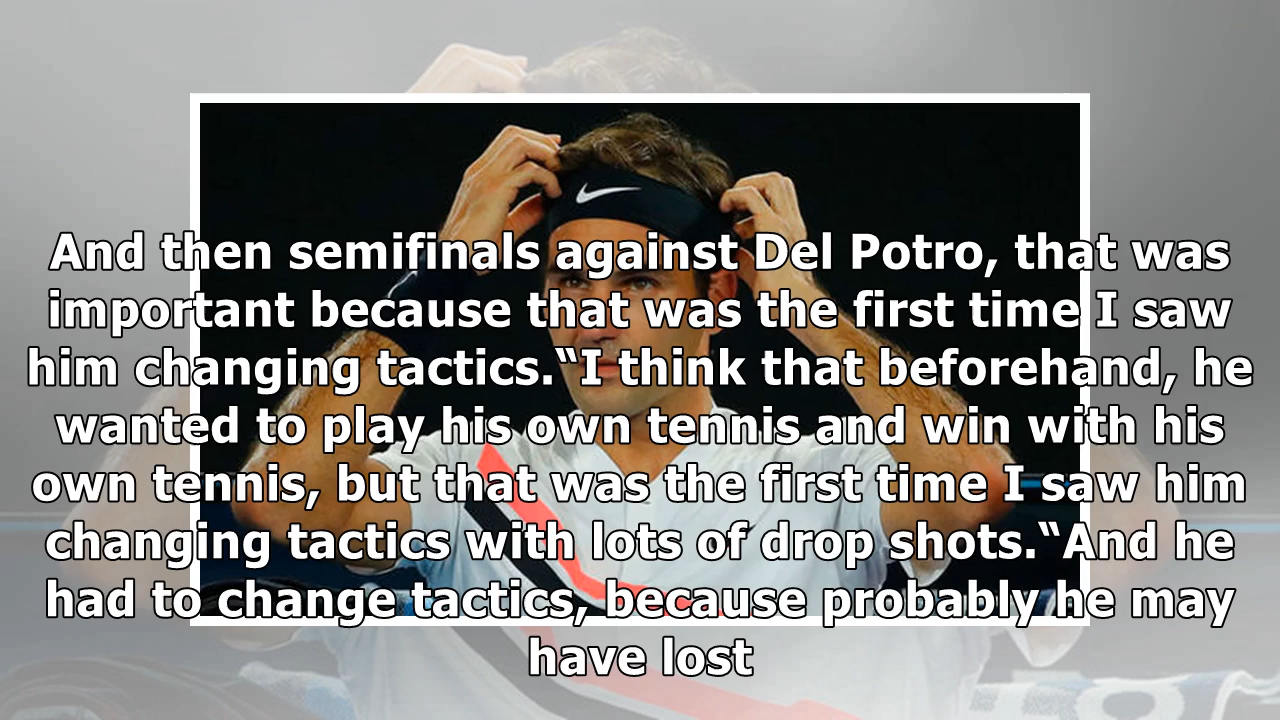 And then semifinals against Del Potro, that was
important because that was the first time I saw
him changing tactics.“I think that beforehand, he
wanted to play his own tennis and win with his
own tennis, but that was the first time I saw him
changing tactics with lots of drop shots.“And he
had to change tactics, because probably he may
have lost